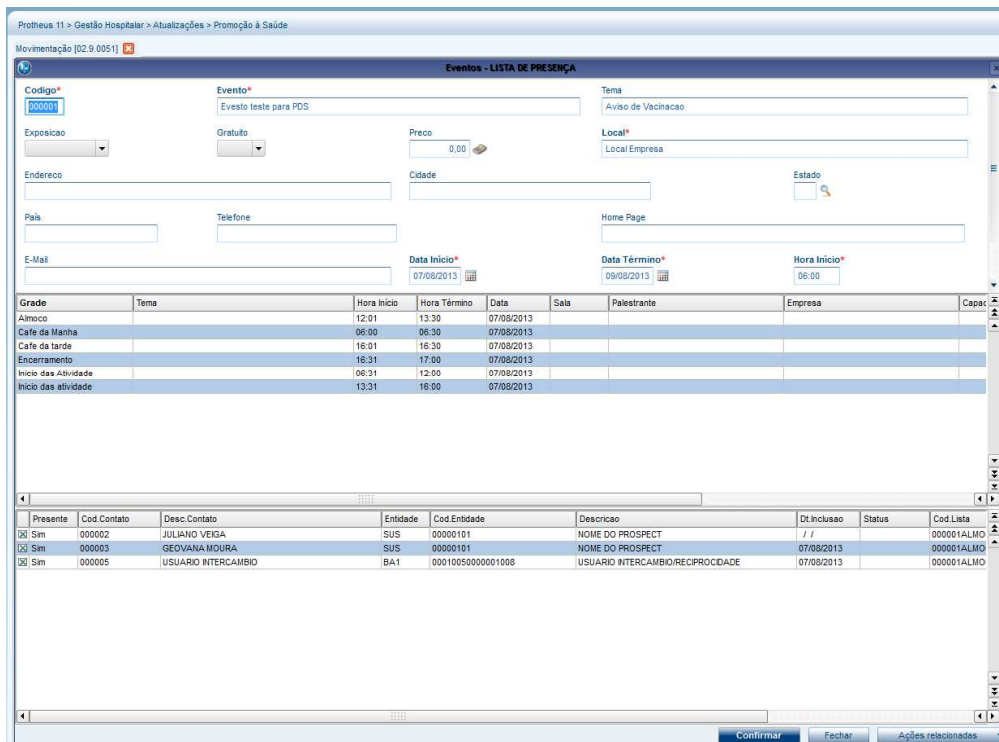 Protheus 11 > Gestão Hospitalar > Atualizações > Promoção à Saúde
Movimentação [02.9.0051]
Eventos - LISTA DE PRESENÇA
Codigo* Evento* Tema
000001 Evesto teste para PDS Aviso de Vacinacao
Exposicao Gratuito Preco Local*
0,00 Local Empresa
Endereco Cidade Estado
País Telefone Home Page
E-Mail Data Início* Data Término* Hora Início*
07/08/2013 09/08/2013 06:00
Grade Tema Hora Início Hora Término Data Sala Palestrante Empresa Capac
Almoco 12:01 13:30 07/08/2013
Cafe da Manha 06:00 06:30 07/08/2013
Cafe da tarde 16:01 16:30 07/08/2013
Encerramento 16:31 17:00 07/08/2013
Inicio das Atividade 06:31 12:00 07/08/2013
Inicio das atividade 13:31 16:00 07/08/2013
Presente Cod.Contato Desc.Contato Entidade Cod.Entidade Descricao Dt.Inclusao Status Cod.Lista
Sim 000002 JULIANO VEIGA SUS 00000101 NOME DO PROSPECT / / 000001ALMO
Sim 000003 GEOVANA MOURA SUS 00000101 NOME DO PROSPECT 07/08/2013 000001ALMO
Sim 000005 USUARIO INTERCAMBIO BA1 00010050000001008 USUARIO INTERCAMBIO/RECIPROCIDADE 07/08/2013 000001ALMO
Confirmar Fechar Ações relacionadas